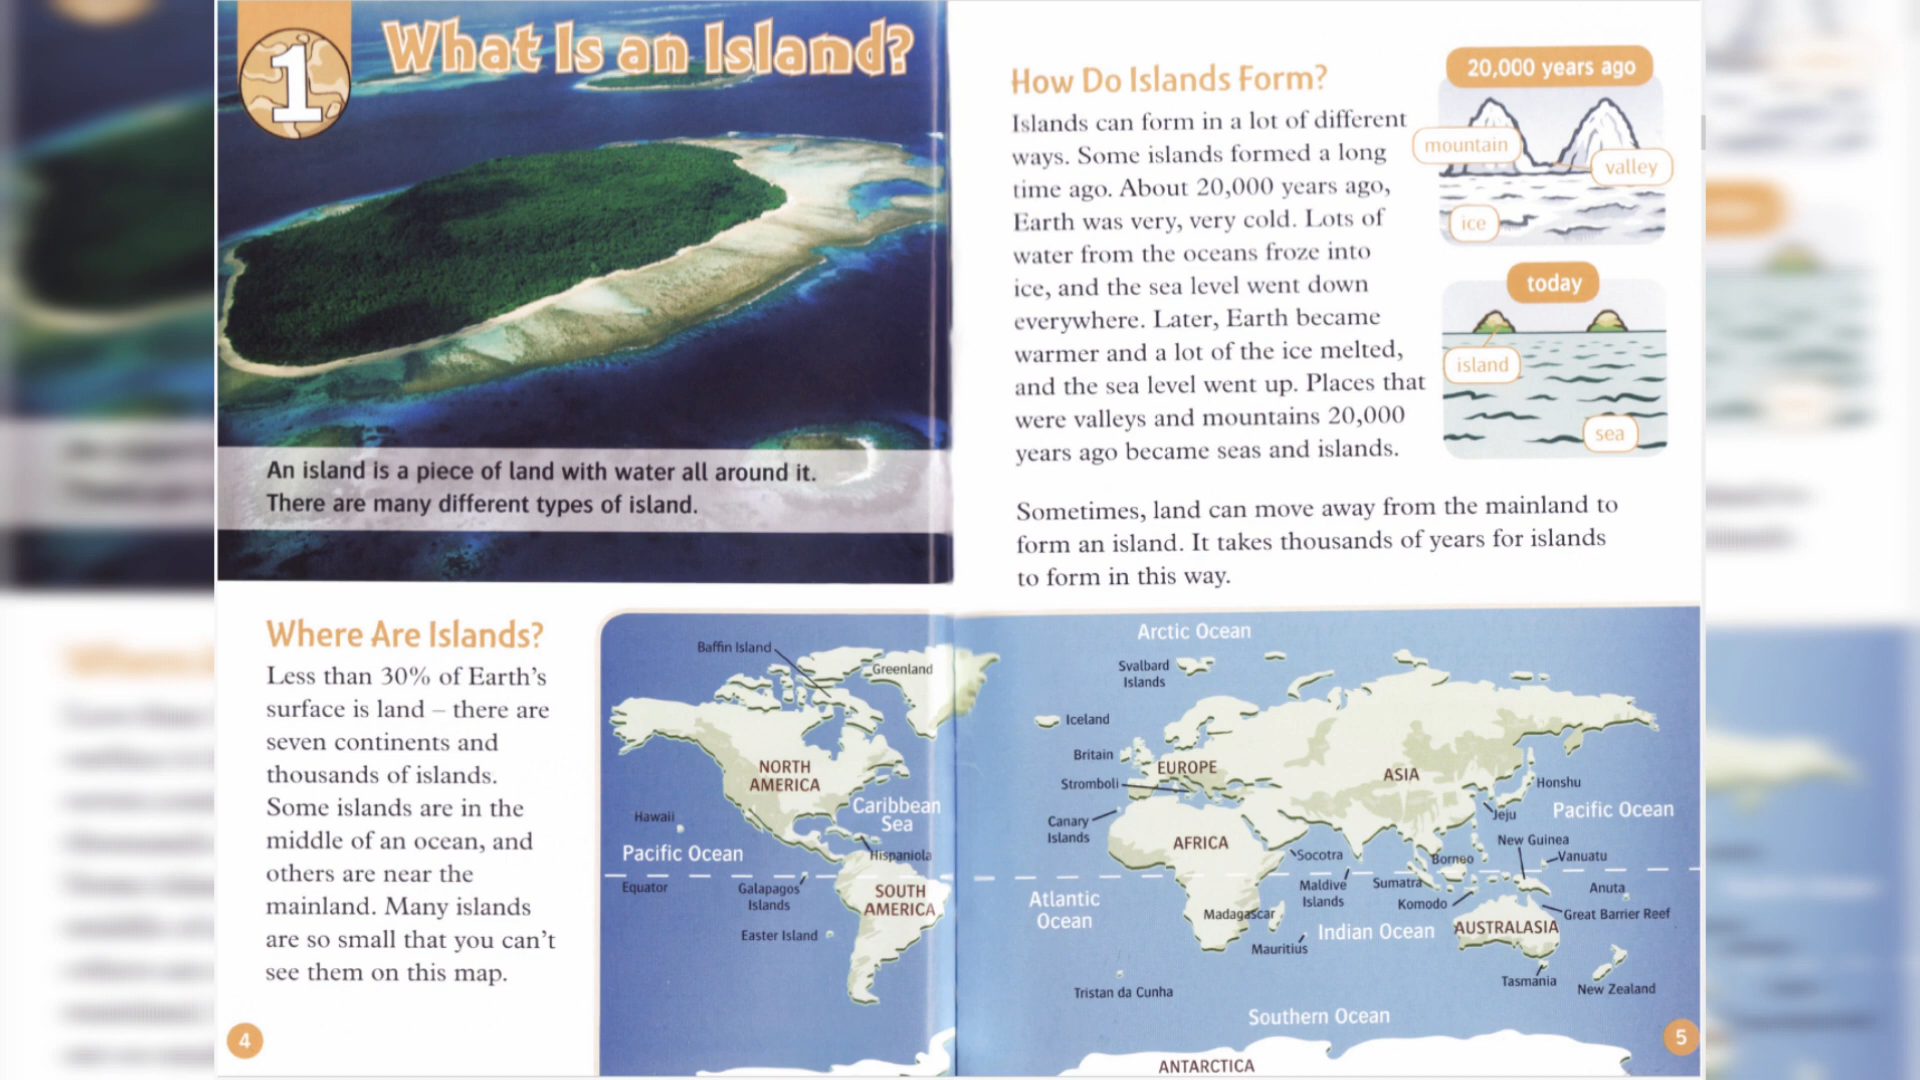 1
What Is an Island?
An island is a piece of land with water all around it.
There are many different types of island.
Where Are Islands?
Less than 30% of Earth's
surface is land – there are
seven continents and
thousands of islands.
Some islands are in the
middle of an ocean, and
others are near the
mainland. Many islands
are so small that you can't
see them on this map.
4
How Do Islands Form?
Islands can form in a lot of different
ways. Some islands formed a long
time ago. About 20,000 years ago,
Earth was very, very cold. Lots of
water from the oceans froze into
ice, and the sea level went down
everywhere. Later, Earth became
warmer and a lot of the ice melted,
and the sea level went up. Places that
were valleys and mountains 20,000
years ago became seas and islands.
Sometimes, land can move away from the mainland to
form an island. It takes thousands of years for islands
to form in this way.
20,000 years ago
mountain
valley
ice
today
island
sea
Baffin Island
Greenland
NORTH
AMERICA
Caribbean
Sea
Hawaii
Pacific Ocean
Hispaniola
Equator
Galapagos
Islands
SOUTH
AMERICA
Easter Island
Arctic Ocean
Svalbard
Islands
Iceland
Britain
EUROPE
Stromboli
ASIA
Honshu
Canary
Islands
Jeju
Pacific Ocean
AFRICA
New Guinea
Socotra
Borneo
Vanuatu
Maldive
Islands
Sumatra
Anuta
Atlantic
Ocean
Komodo
Madagascar
Great Barrier Reef
Indian Ocean
AUSTRALASIA
Mauritius
Tristan da Cunha
Tasmania
New Zealand
Southern Ocean
ANTARCTICA
5